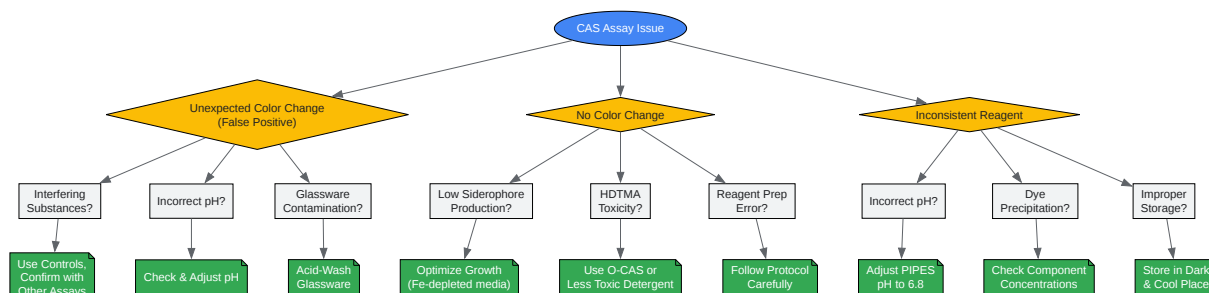 CAS Assay Issue
Unexpected Color Change
(False Positive)
No Color Change
Inconsistent Reagent
Interfering
Substances?
Incorrect pH?
Glassware
Contamination?
Low Siderophore
Production?
HDTMA
Toxicity?
Reagent Prep
Error?
Incorrect pH?
Dye
Precipitation?
Improper
Storage?
Use Controls,
Confirm with
Other Assays
Check & Adjust pH
Acid-Wash
Glassware
Optimize Growth
(Fe-depleted media)
Use O-CAS or
Less Toxic Detergent
Follow Protocol
Carefully
Adjust PIPES
pH to 6.8
Check Component
Concentrations
Store in Dark
& Cool Place